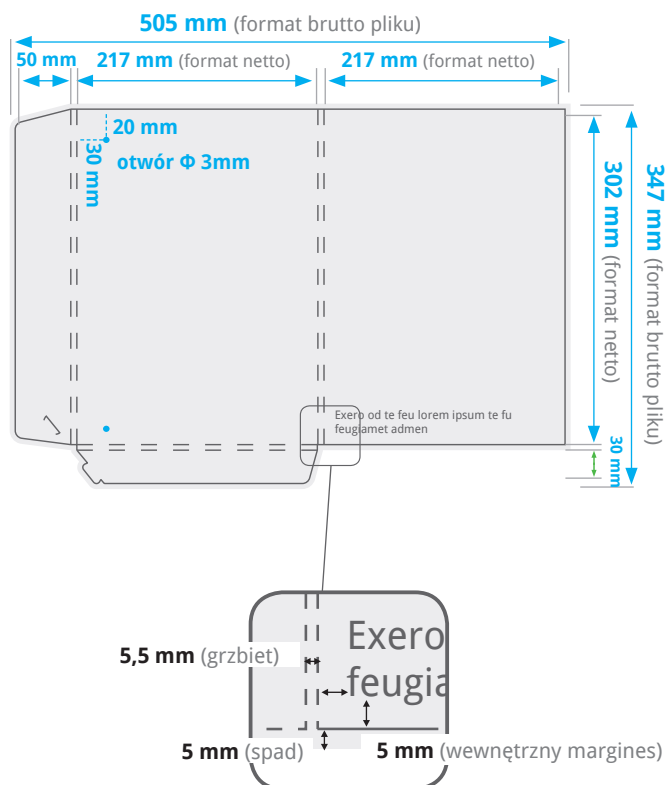 505 mm (format brutto pliku)
50 mm
217 mm (format netto)
217 mm (format netto)
20 mm
30 mm
otwór Φ 3mm
302 mm (format netto)
347 mm (format brutto pliku)
Exero od te feu lorem ipsum te fu
feugiamet admen
30 mm
Exero
feugia
5,5 mm (grzbiet)
5 mm (spad)
5 mm (wewnętrzny margines)